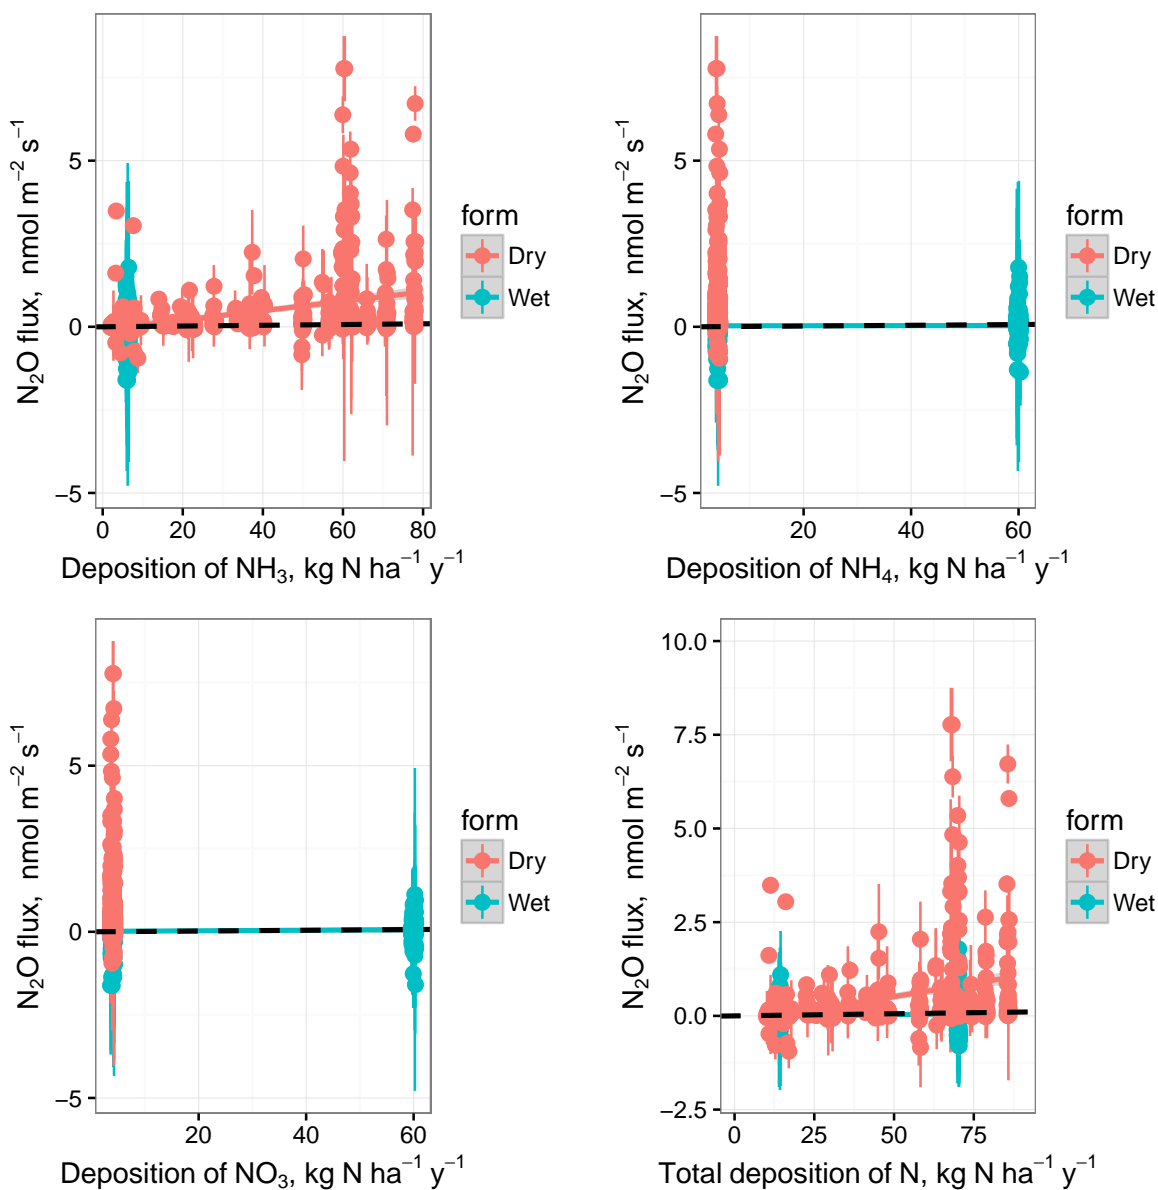 N₂O flux, nmol m⁻² s⁻¹
5
0
−5
0 20 40 60 80
Deposition of NH₃, kg N ha⁻¹ y⁻¹
form
Dry
Wet
N₂O flux, nmol m⁻² s⁻¹
5
0
−5
20 40 60
Deposition of NH₄, kg N ha⁻¹ y⁻¹
form
Dry
Wet
N₂O flux, nmol m⁻² s⁻¹
5
0
−5
20 40 60
Deposition of NO₃, kg N ha⁻¹ y⁻¹
form
Dry
Wet
N₂O flux, nmol m⁻² s⁻¹
10.0
7.5
5.0
2.5
0.0
−2.5
0 25 50 75
Total deposition of N, kg N ha⁻¹ y⁻¹
form
Dry
Wet